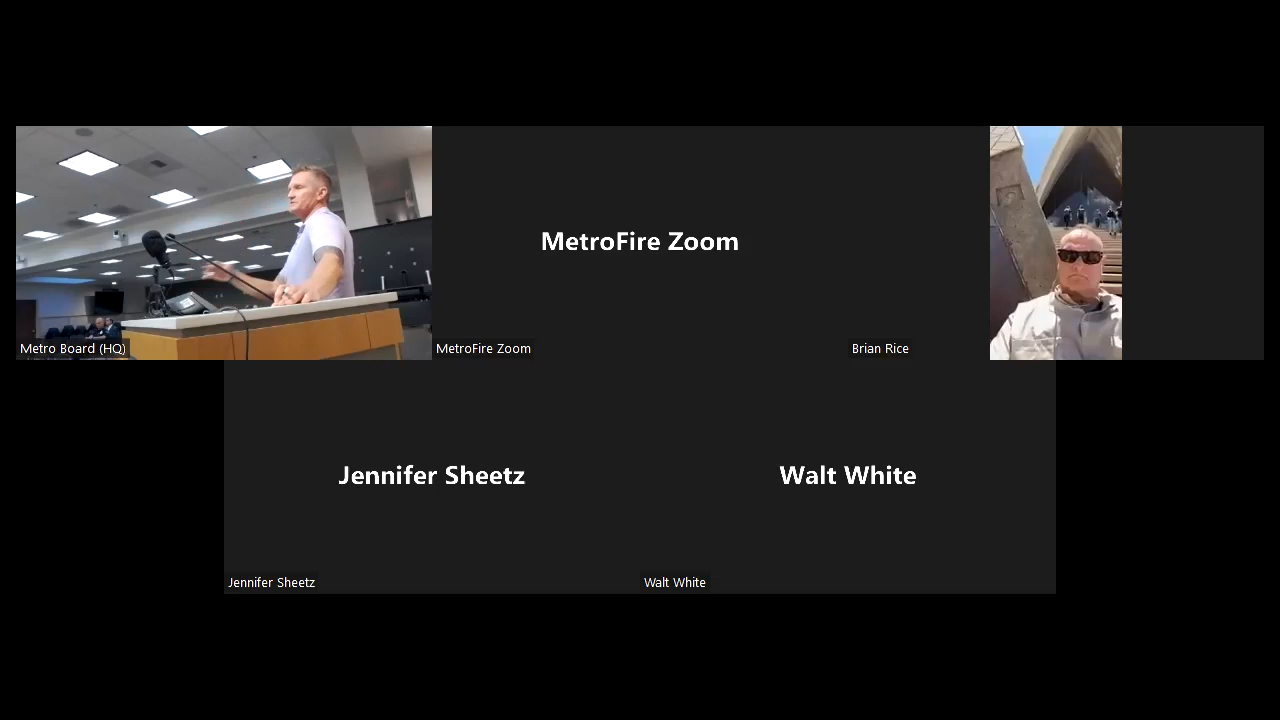 MetroFire Zoom
Metro Board (HQ)
MetroFire Zoom
Brian Rice
Jennifer Sheetz
Walt White
Jennifer Sheetz
Walt White